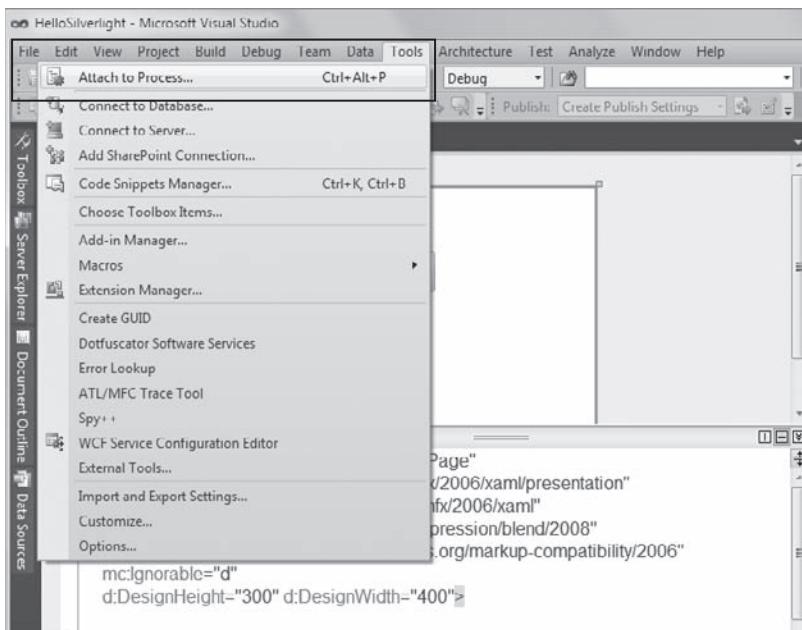 HelloSilverlight - Microsoft Visual Studio
File Edit View Project Build Debug Team Data Tools Architecture Test Analyze Window Help
Attach to Process... Ctrl+Alt+P
Debug
Connect to Database...
Publish: Create Publish Settings
Connect to Server...
Add SharePoint Connection...
Code Snippets Manager... Ctrl+K, Ctrl+B
Choose Toolbox Items...
Add-in Manager...
Macros
Extension Manager...
Create GUID
Dotfuscator Software Services
Error Lookup
ATL/MFC Trace Tool
Spy++
WCF Service Configuration Editor
External Tools...
Import and Export Settings...
Customize...
Options...
Toolbox
Server Explorer
Document Outline
Data Sources
Page"
/2006/xaml/presentation"
fx/2006/xaml"
pression/blend/2008"
s.org/markup-compatibility/2006"
mc:Ignorable="d"
d:DesignHeight="300" d:DesignWidth="400">